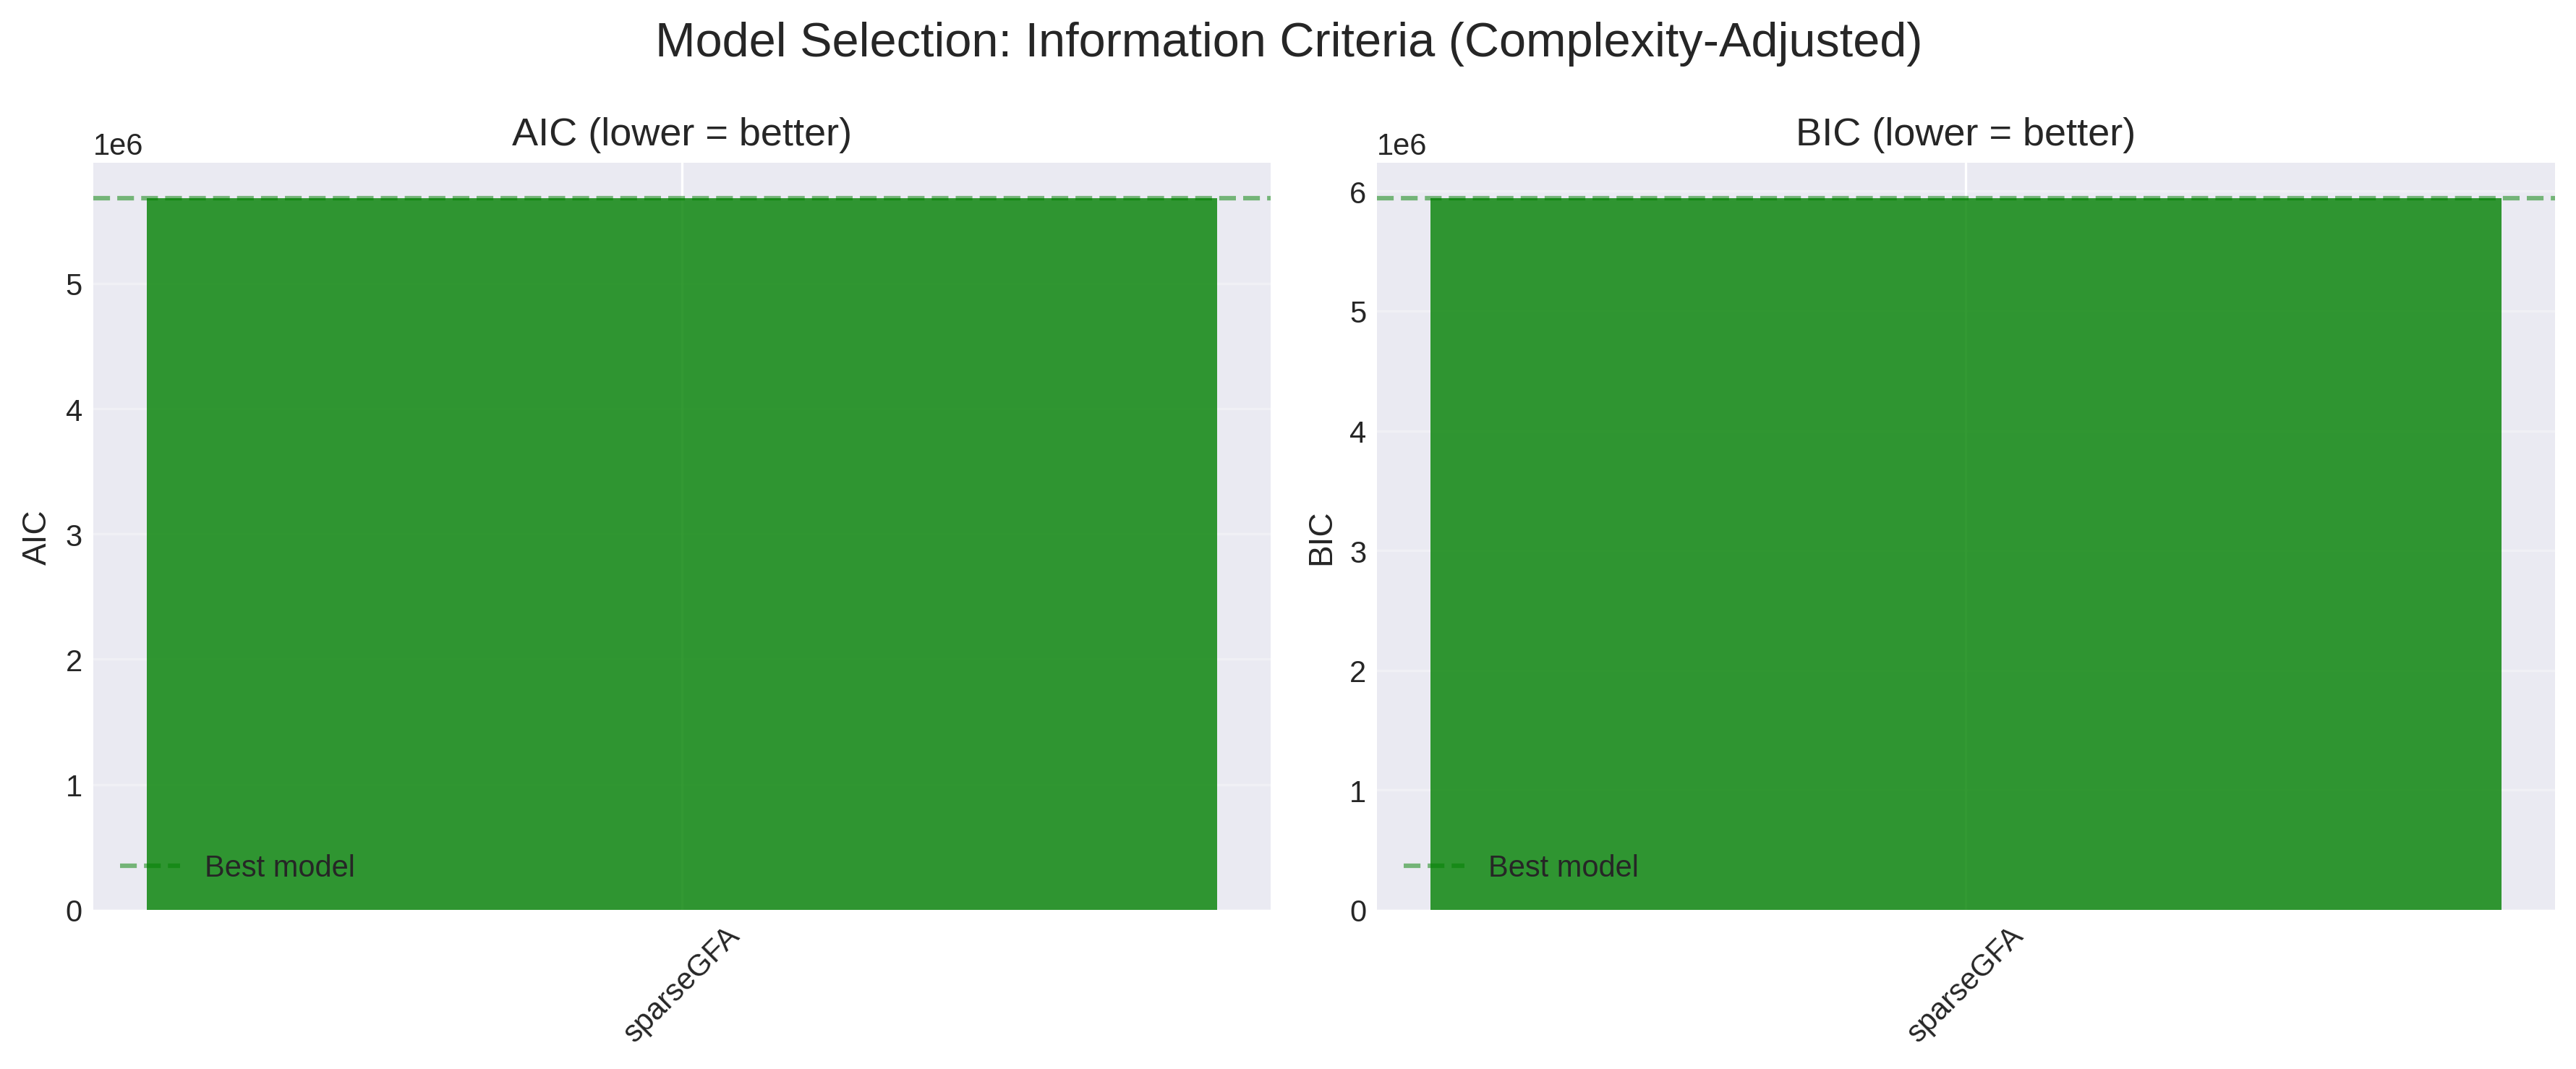 Model Selection: Information Criteria (Complexity-Adjusted)
AIC (lower = better)
1e6
5
4
3
2
1
0
AIC
Best model
sparseGFA
BIC (lower = better)
1e6
6
5
4
3
2
1
0
BIC
Best model
sparseGFA